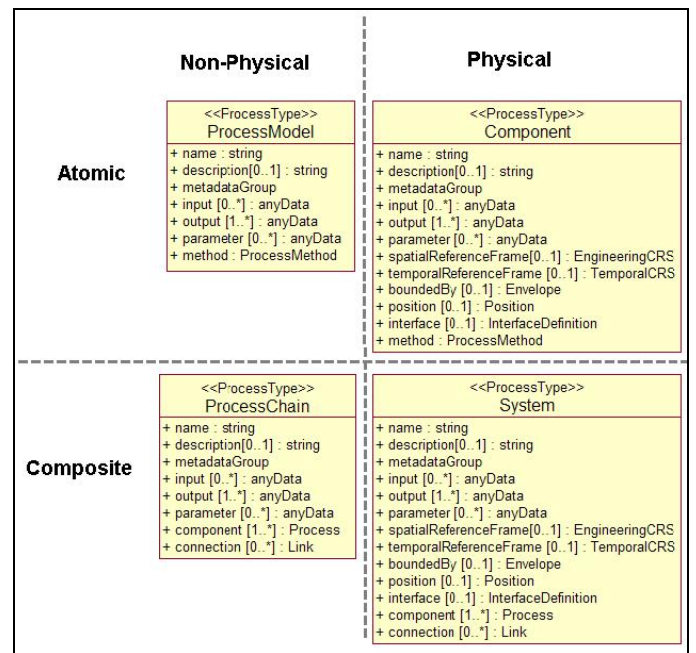 Non-Physical
Physical
Atomic
<<ProcessType>>
ProcessModel
+ name : string
+ description[0..1] : string
+ metadataGroup
+ input [0..*] : anyData
+ output [1..*] : anyData
+ parameter [0..*] : anyData
+ method : ProcessMethod
<<ProcessType>>
Component
+ name : string
+ description[0..1] : string
+ metadataGroup
+ input [0..*] : anyData
+ output [1..*] : anyData
+ parameter [0..*] : anyData
+ spatialReferenceFrame[0..1] : EngineeringCRS
+ temporalReferenceFrame [0..1] : TemporalCRS
+ boundedBy [0..1] : Envelope
+ position [0..1] : Position
+ interface [0..1] : InterfaceDefinition
+ method : ProcessMethod
Composite
<<ProcessType>>
ProcessChain
+ name : string
+ description[0..1] : string
+ metadataGroup
+ input [0..*] : anyData
+ output [1..*] : anyData
+ parameter [0..*] : anyData
+ component [1..*] : Process
+ connection [0..*] : Link
<<ProcessType>>
System
+ name : string
+ description[0..1] : string
+ metadataGroup
+ input [0..*] : anyData
+ output [1..*] : anyData
+ parameter [0..*] : anyData
+ spatialReferenceFrame[0..1] : EngineeringCRS
+ temporalReferenceFrame [0..1] : TemporalCRS
+ boundedBy [0..1] : Envelope
+ position [0..1] : Position
+ interface [0..1] : InterfaceDefinition
+ component [1..*] : Process
+ connection [0..*] : Link